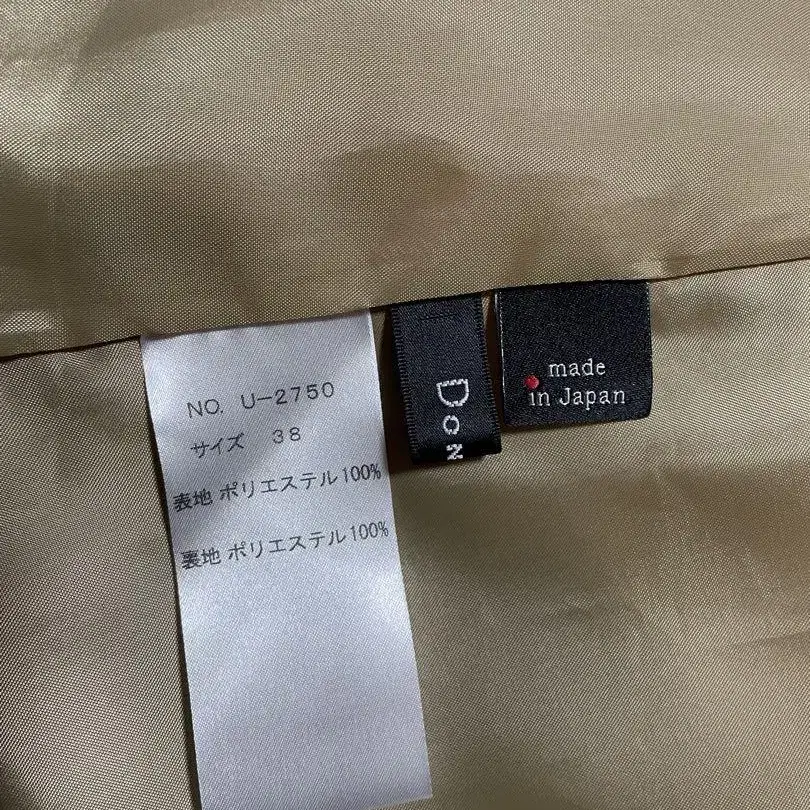 NO. U-2750
サイズ 38
表地 ポリエステル100%
裏地 ポリエステル100%
DON
made
in Japan